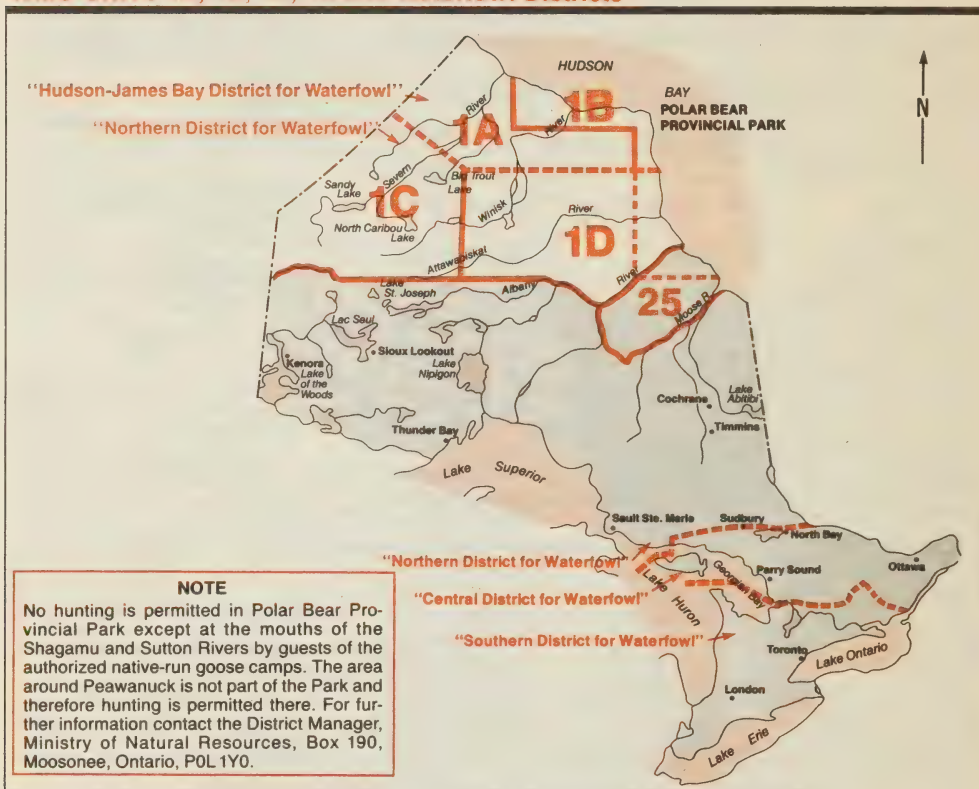 "Hudson-James Bay District for Waterfowl"
"Northern District for Waterfowl"
HUDSON
BAY
POLAR BEAR
PROVINCIAL PARK
N
1B
1A
River
River
Severn
Sandy
Lake
Big Trout
Lake
1C
North Caribou
Lake
Winisk
River
1D
Attawapiskat
River
25
Moose R.
Lake
St. Joseph
Albany
Lac Seul
Sioux Lookout
Kenora
Lake
of the
Woods
Lake
Nipigon
Thunder Bay
Lake
Abitibi
Cochrane
Timmins
Lake Superior
Sault Ste. Marie
Sudbury
North Bay
Ottawa
"Northern District for Waterfowl"
Georgian Bay
Parry Sound
"Central District for Waterfowl"
Lake Huron
"Southern District for Waterfowl"
Toronto
Lake Ontario
London
Lake Erie
NOTE
No hunting is permitted in Polar Bear Pro-
vincial Park except at the mouths of the
Shagamu and Sutton Rivers by guests of the
authorized native-run goose camps. The area
around Peawanuck is not part of the Park and
therefore hunting is permitted there. For fur-
ther information contact the District Manager,
Ministry of Natural Resources, Box 190,
Moosonee, Ontario, P0L 1Y0.